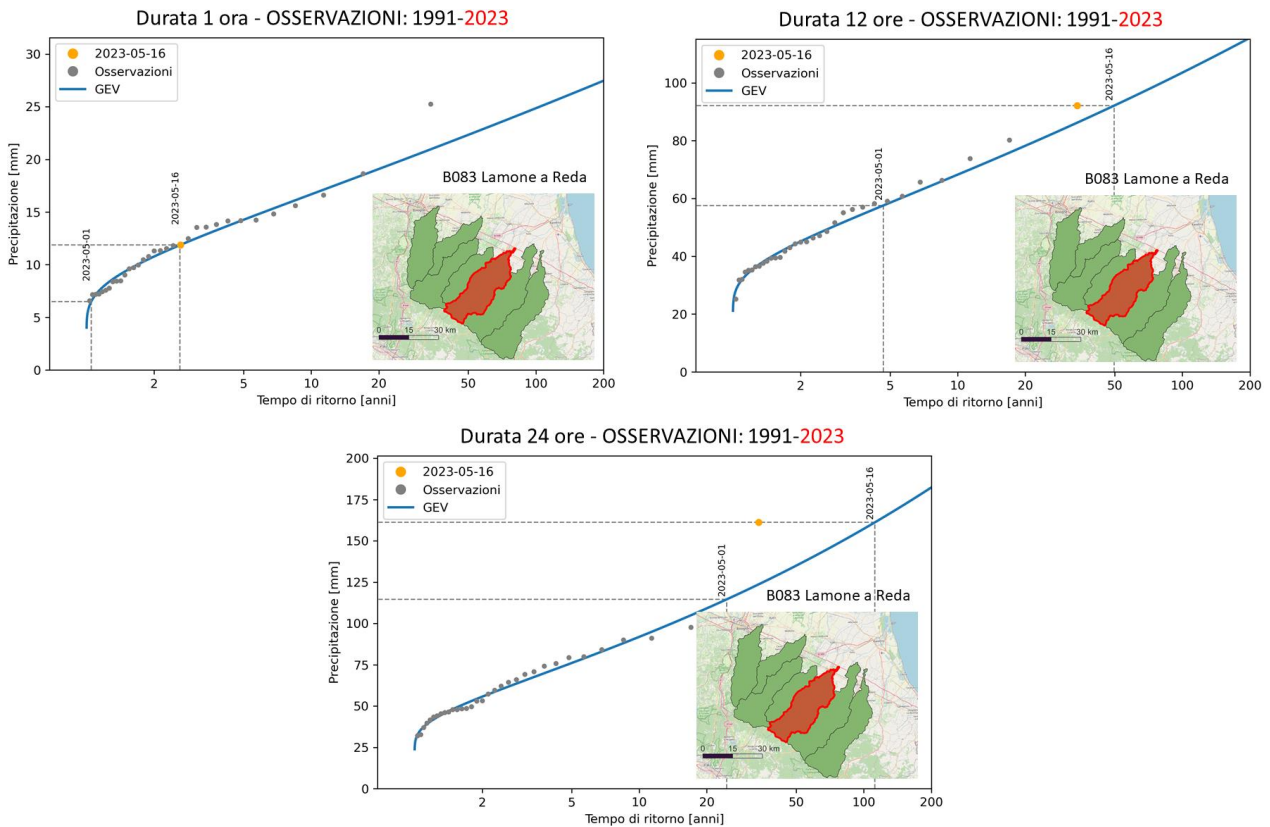 Durata 1 ora - OSSERVAZIONI: 1991-2023
Precipitazione [mm]
30
25
20
15
10
5
0
2023-05-16
Osservazioni
GEV
2023-05-01
2023-05-16
B083 Lamone a Reda
0 15 30 km
2 5 10 20 50 100 200
Tempo di ritorno [anni]
Durata 12 ore - OSSERVAZIONI: 1991-2023
Precipitazione [mm]
100
80
60
40
20
0
2023-05-16
Osservazioni
GEV
2023-05-01
2023-05-16
B083 Lamone a Reda
0 15 30 km
2 5 10 20 50 100 200
Tempo di ritorno [anni]
Durata 24 ore - OSSERVAZIONI: 1991-2023
Precipitazione [mm]
200
175
150
125
100
75
50
25
0
2023-05-16
Osservazioni
GEV
2023-05-01
2023-05-16
B083 Lamone a Reda
0 15 30 km
2 5 10 20 50 100 200
Tempo di ritorno [anni]